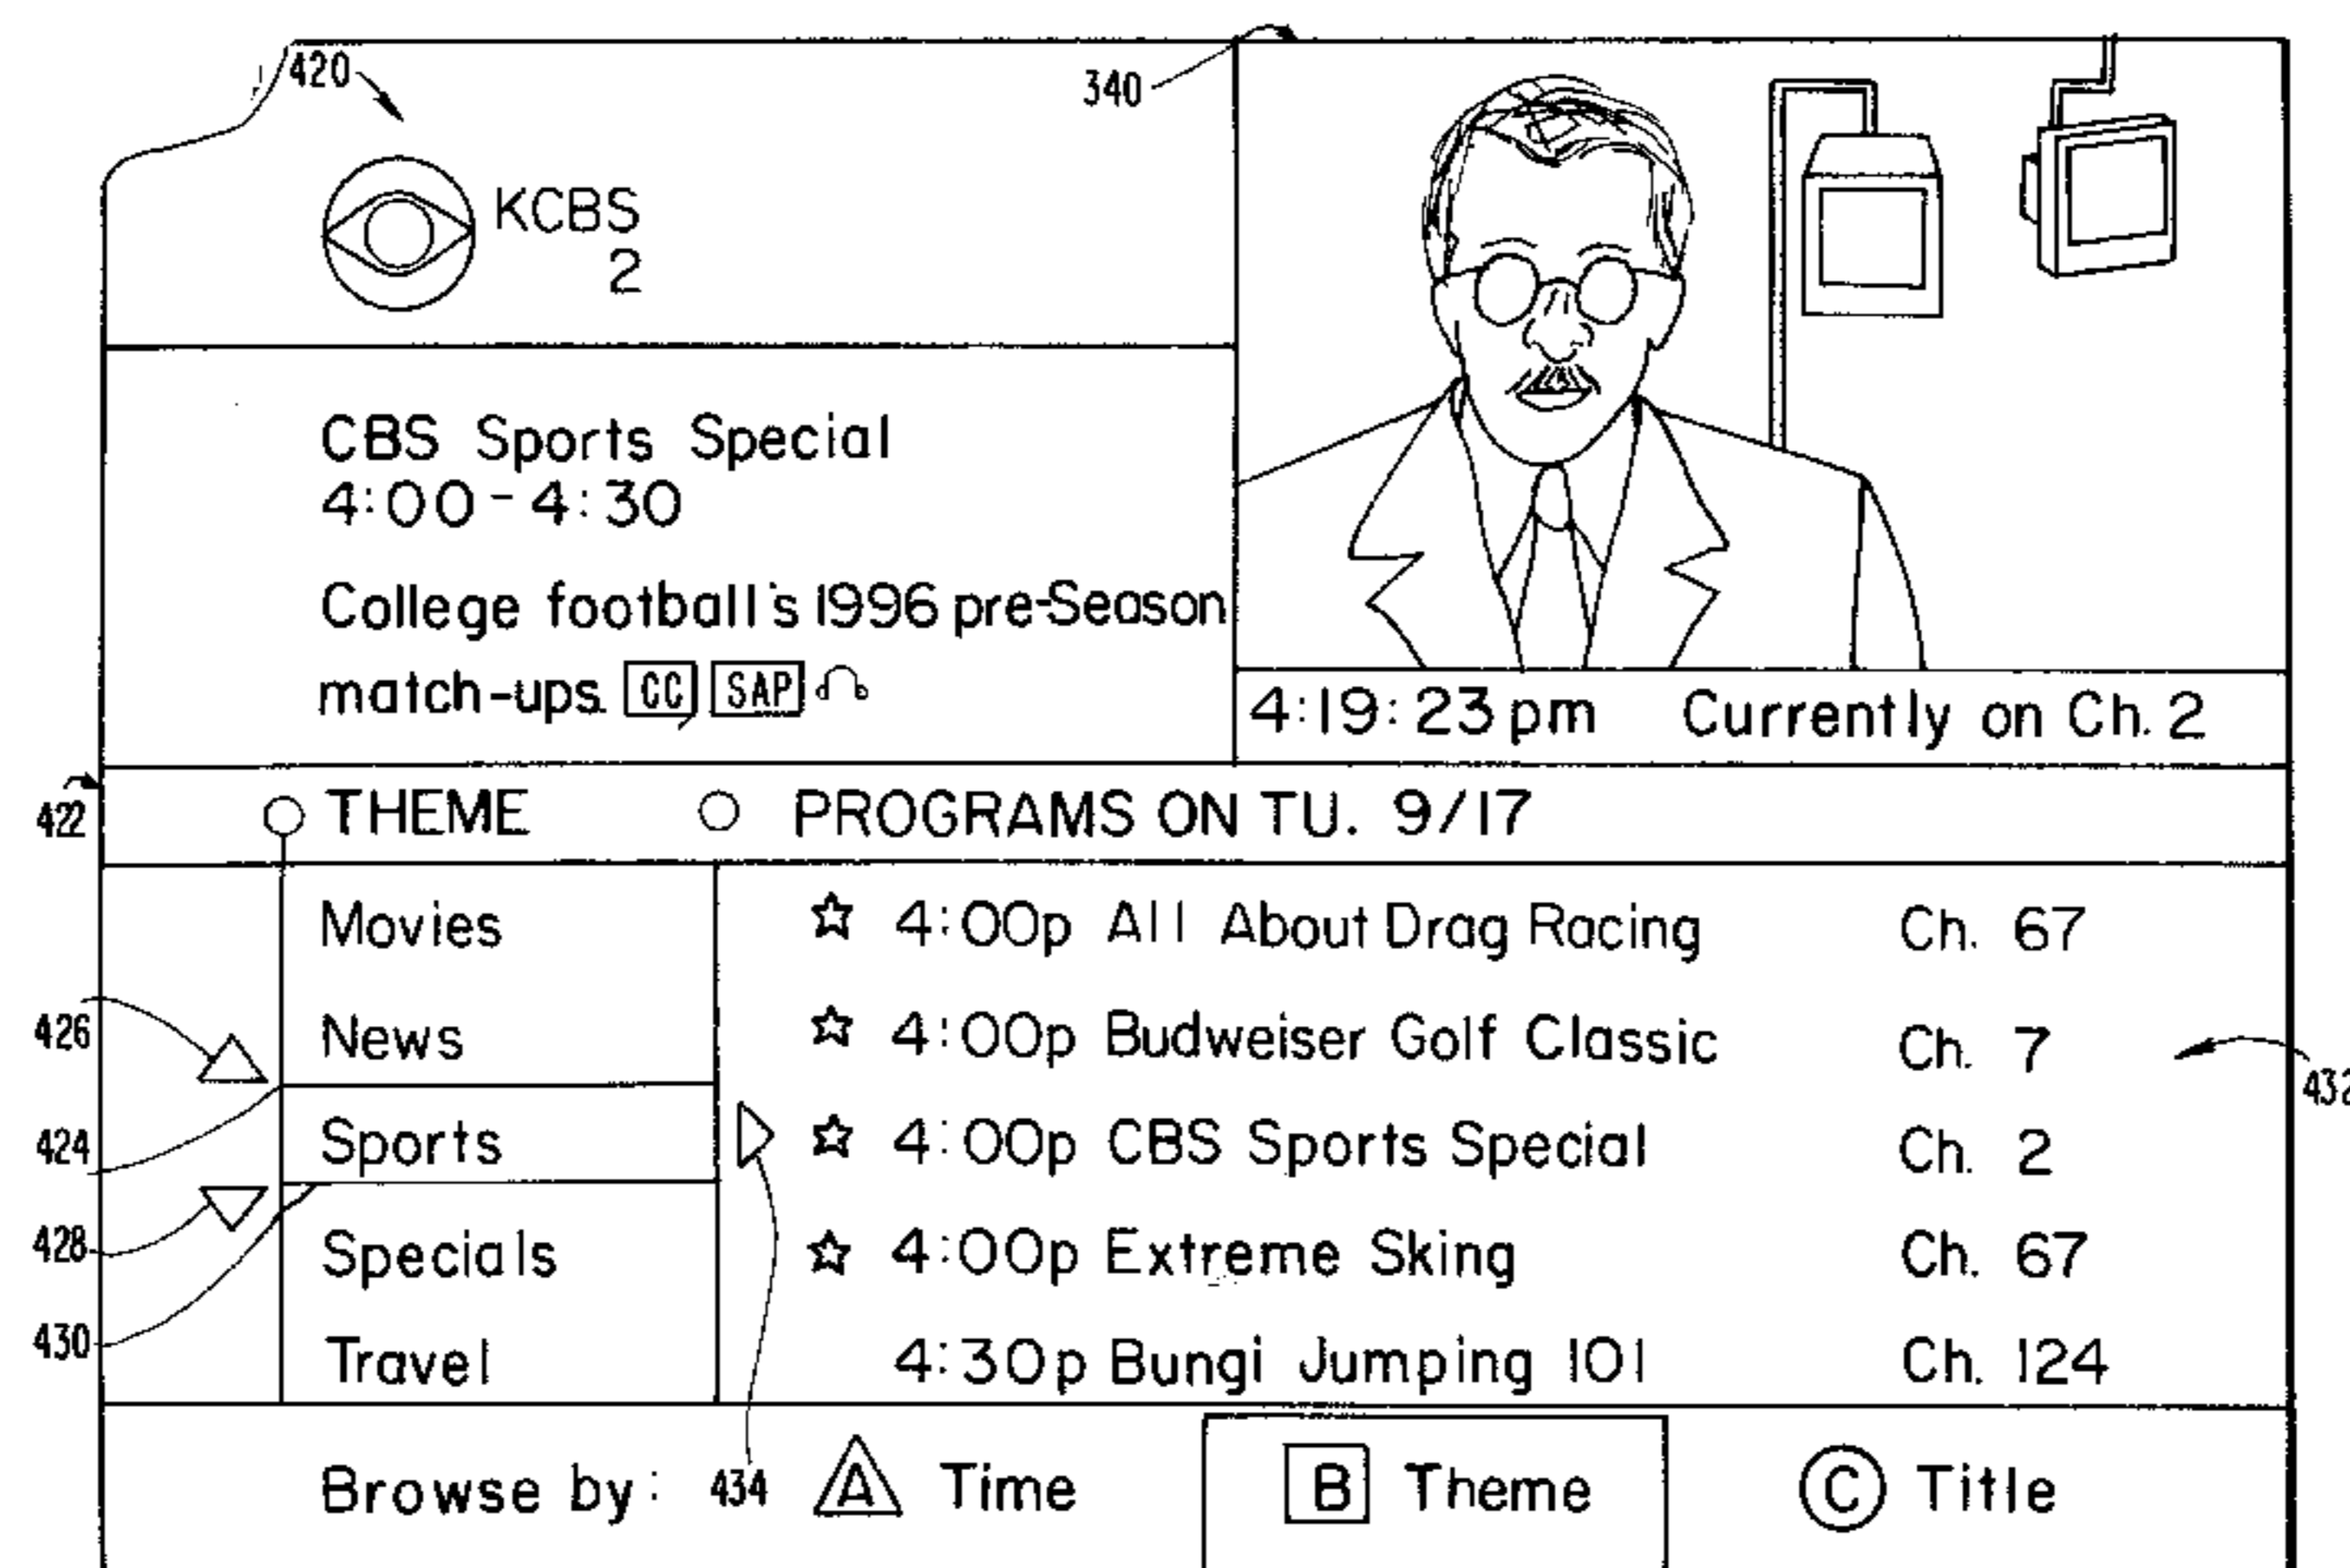 420
340
KCBS
2
CBS Sports Special
4:00-4:30
College football's 1996 pre-Season
match-ups. CC SAP
4:19:23pm Currently on Ch. 2
422
THEME PROGRAMS ON TU. 9/17
Movies 4:00p All About Drag Racing Ch. 67
426 News 4:00p Budweiser Golf Classic Ch. 7
432
424 Sports 4:00p CBS Sports Special Ch. 2
428 Specials 4:00p Extreme Sking Ch. 67
430 Travel 4:30p Bungi Jumping 101 Ch. 124
Browse by: 434 A Time B Theme C Title